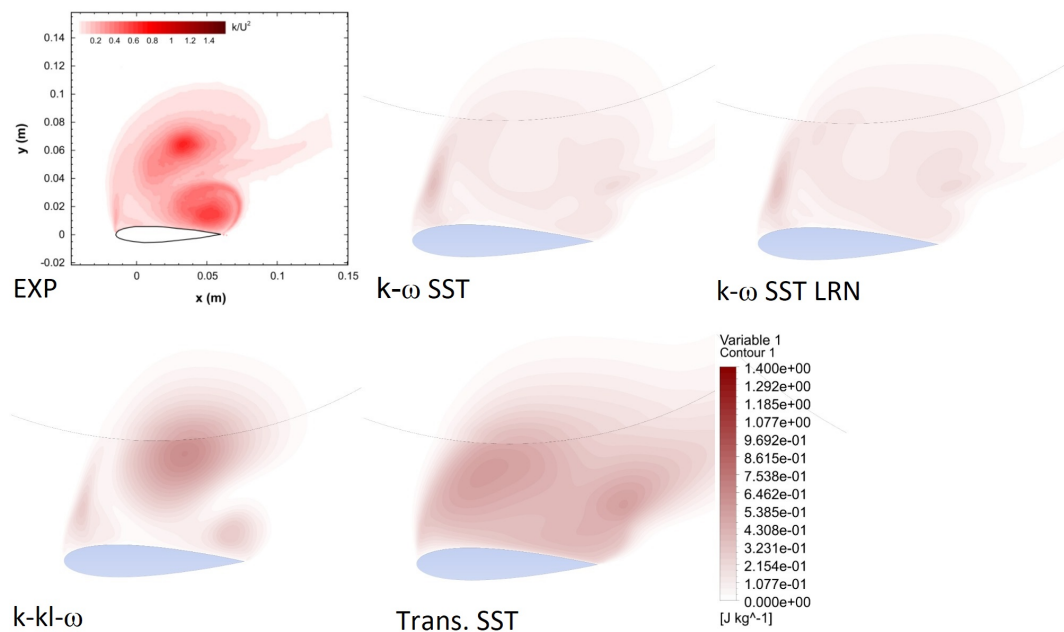 0.14
0.12
0.1
0.08
0.06
0.04
0.02
0
-0.02
y (m)
k/U²
0.2 0.4 0.6 0.8 1 1.2 1.4
0 0.05 0.1 0.15
x (m)
EXP
k-ω SST
k-ω SST LRN
k-kl-ω
Trans. SST
Variable 1
Contour 1
1.400e+00
1.292e+00
1.185e+00
1.077e+00
9.692e-01
8.615e-01
7.538e-01
6.462e-01
5.385e-01
4.308e-01
3.231e-01
2.154e-01
1.077e-01
0.000e+00
[J kg^-1]